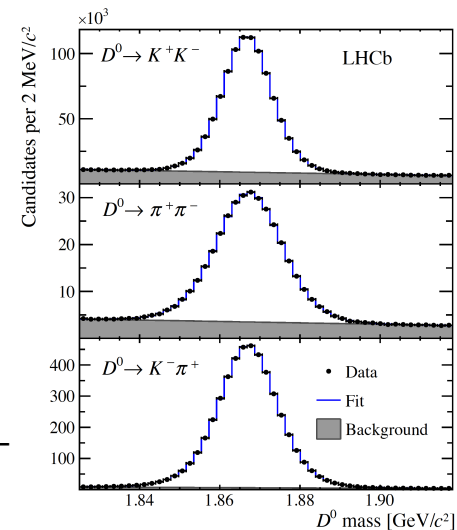 ×10³
Candidates per 2 MeV/c²
D⁰ → K⁺K⁻
LHCb
100
50
D⁰ → π⁺π⁻
30
20
10
D⁰ → K⁻π⁺
400
300
200
100
Data
Fit
Background
1.84 1.86 1.88 1.90
D⁰ mass [GeV/c²]